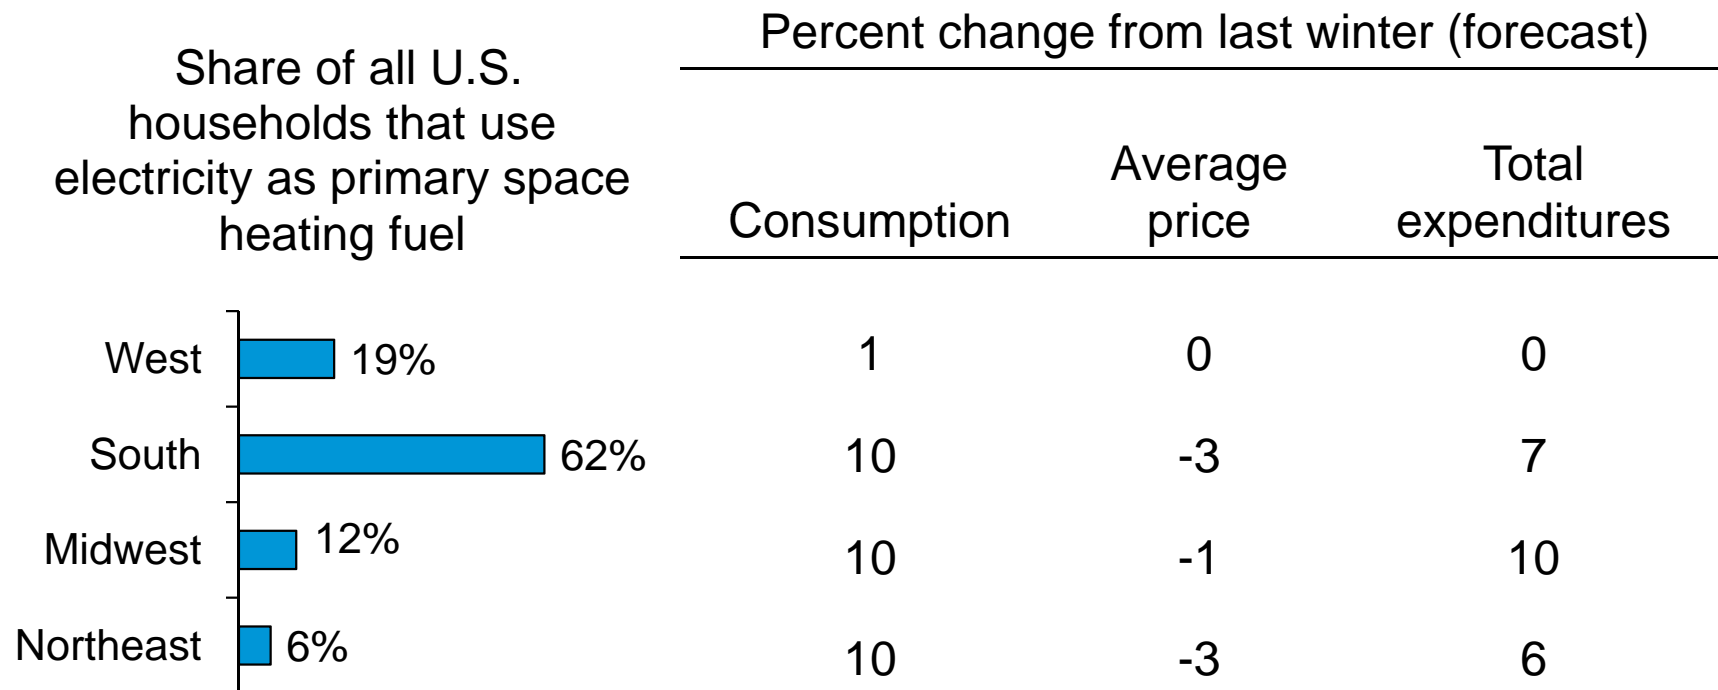 Share of all U.S.
households that use
electricity as primary space
heating fuel
Percent change from last winter (forecast)
Consumption Average price Total expenditures
West 19% 1 0 0
South 62% 10 -3 7
Midwest 12% 10 -1 10
Northeast 6% 10 -3 6